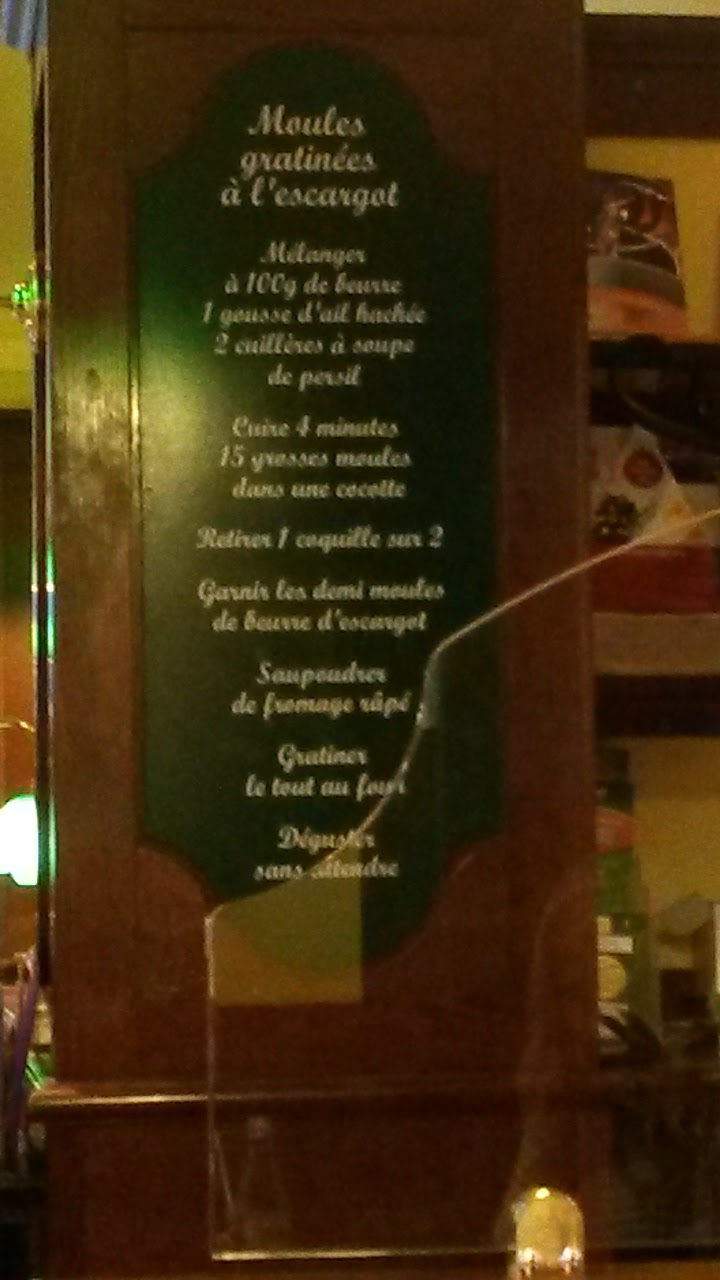 Moules
gratinées
à l'escargot
Mélanger
à 100g de beurre
1 gousse d'ail hachée
2 cuillères à soupe
de persil
Cuire 4 minutes
15 grosses moules
dans une cocotte
Retirer 1 coquille sur 2
Garnir les demi moules
de beurre d'escargot
Saupoudrer
de fromage râpé
Gratiner
le tout au four
Déguster
sans attendre